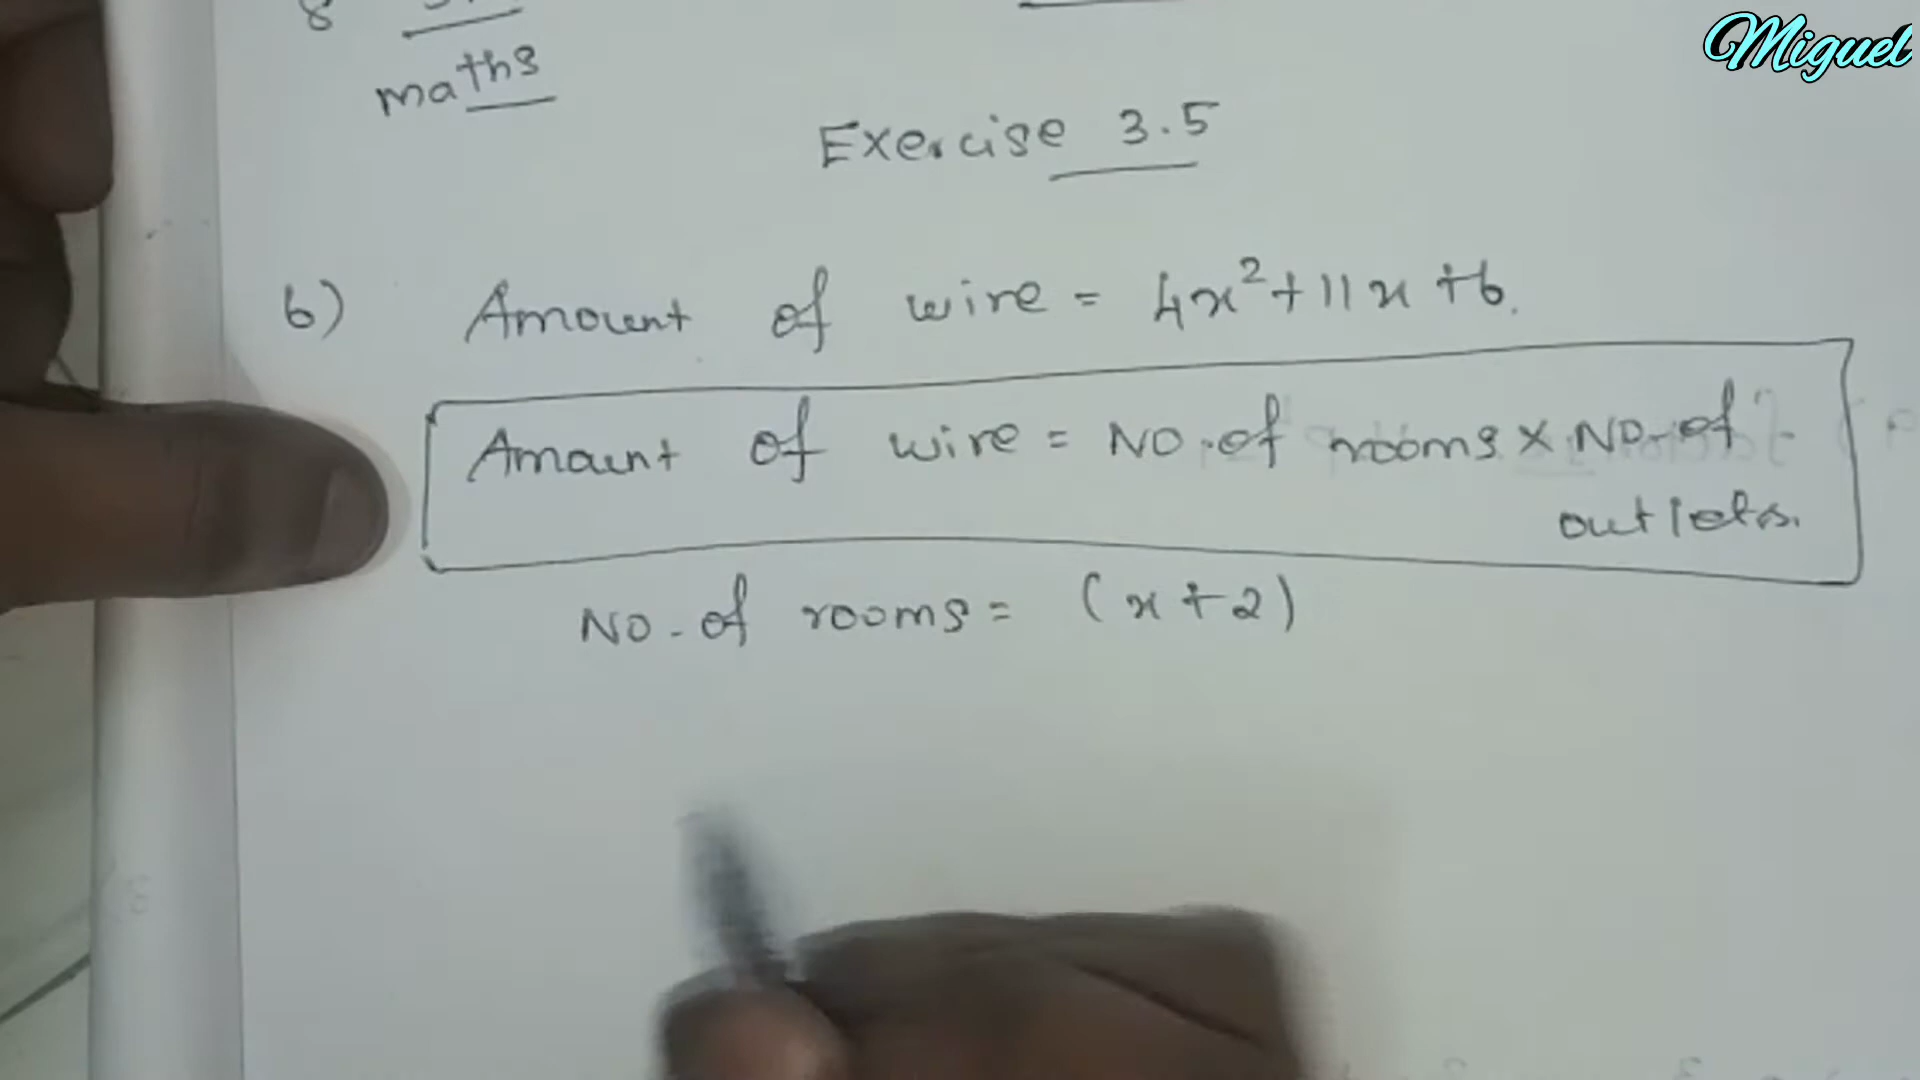 Miguel
8
maths
Exercise 3.5
6) Amount of wire = 4x²+11x+6.
Amount of wire = NO.of rooms × NO.of
outlets.
NO.of rooms = (x+2)